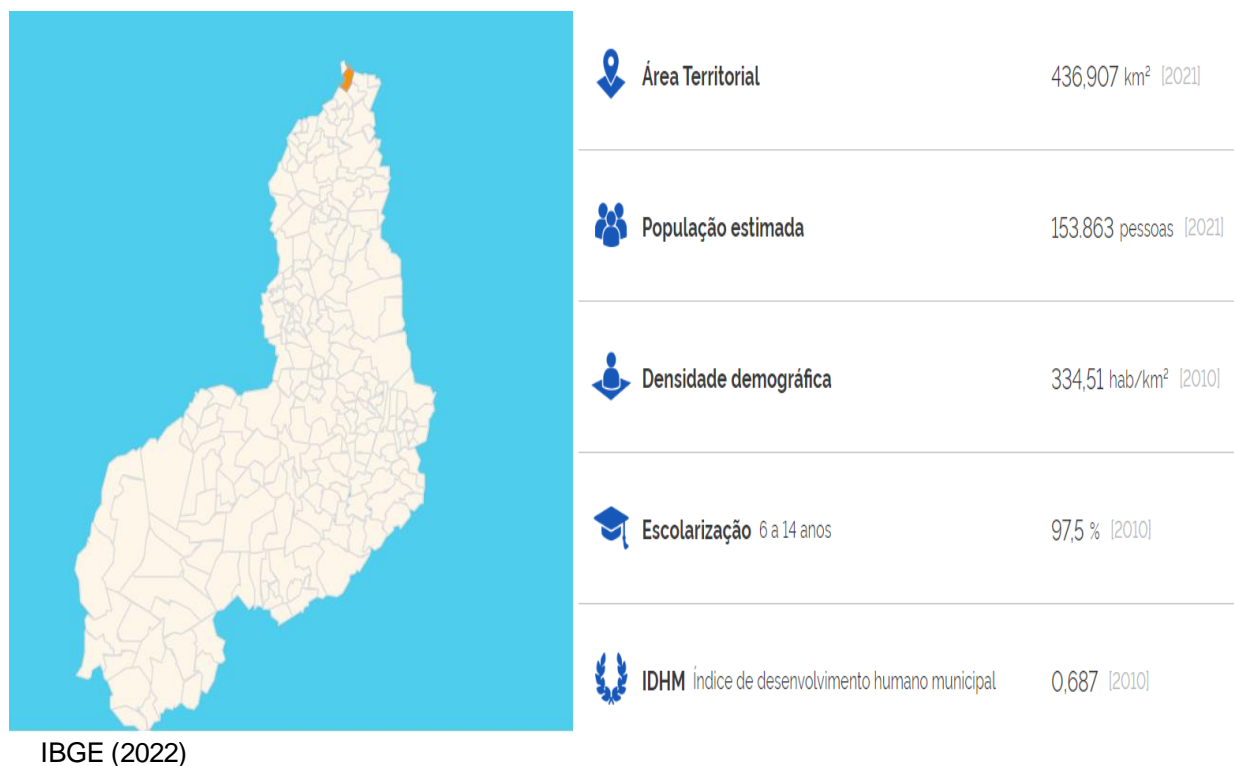 Área Territorial 436,907 km² [2021]
População estimada 153.863 pessoas [2021]
Densidade demográfica 334,51 hab/km² [2010]
Escolarização 6 a 14 anos 97,5 % [2010]
IDHM Índice de desenvolvimento humano municipal 0,687 [2010]
IBGE (2022)